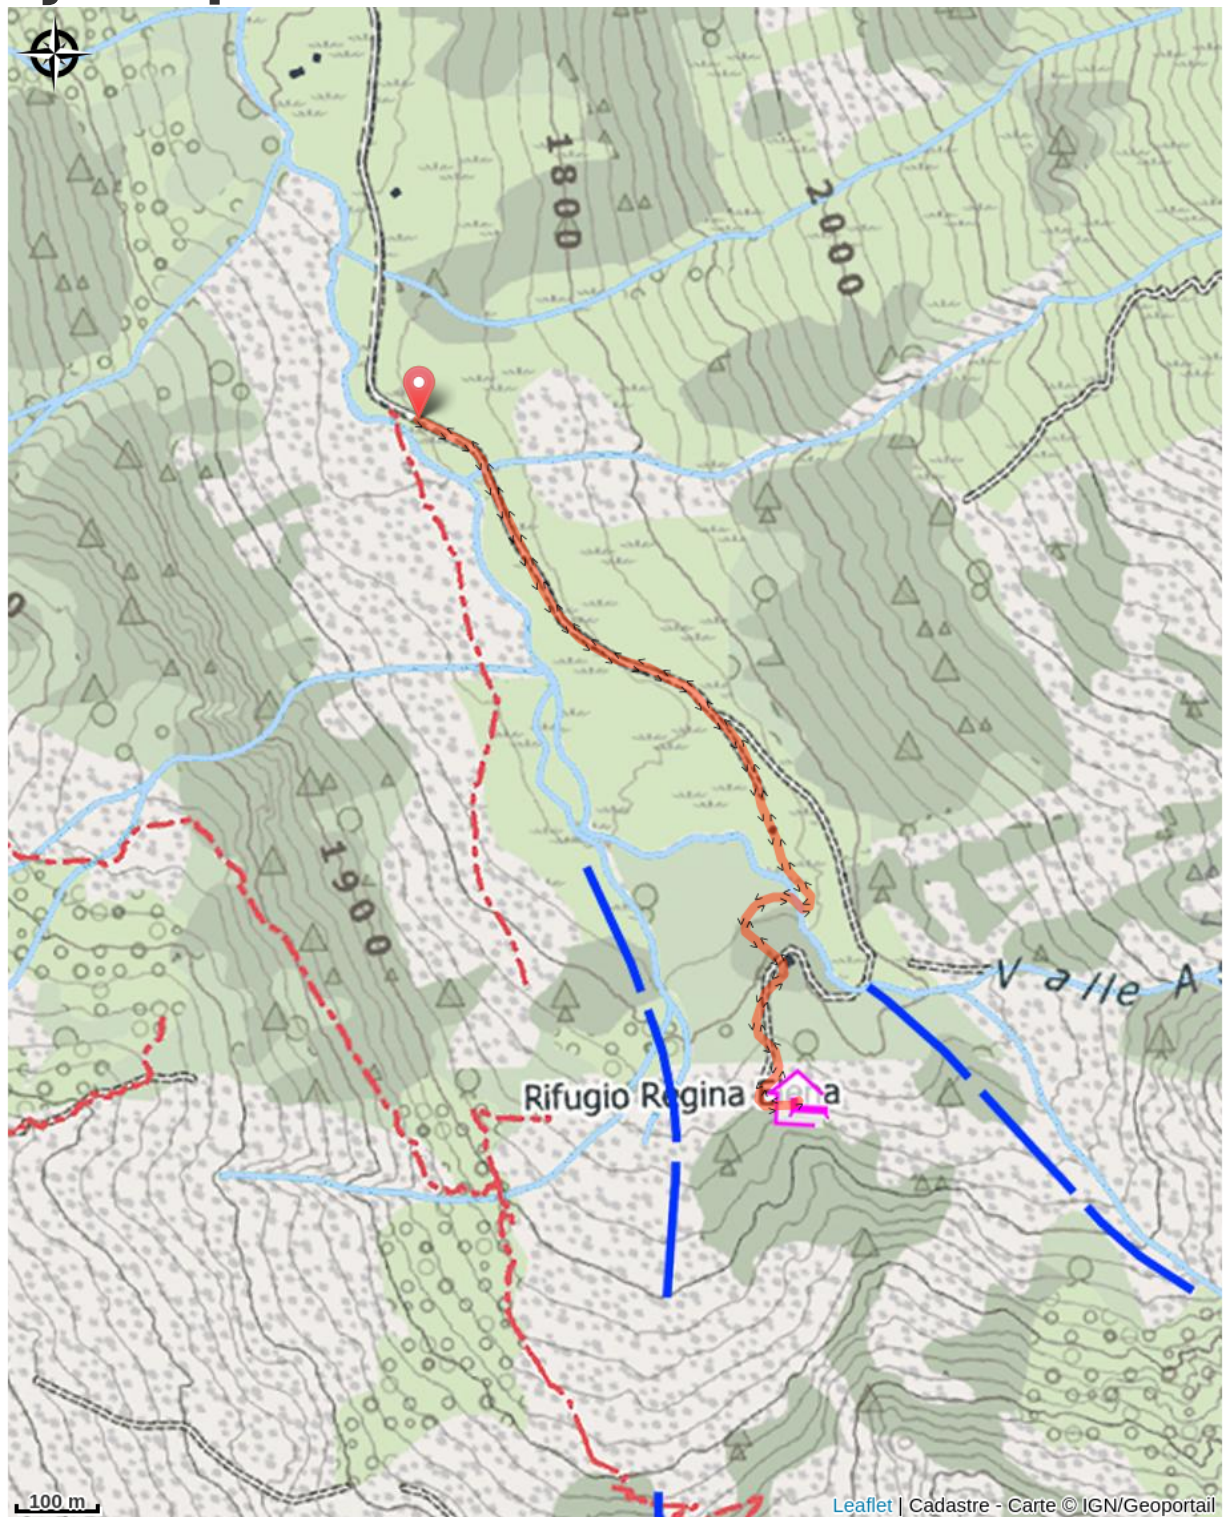 1800
2000
1900
Valle A
Rifugio Regina
a
100 m
Leaflet | Cadastre - Carte © IGN/Geoportail